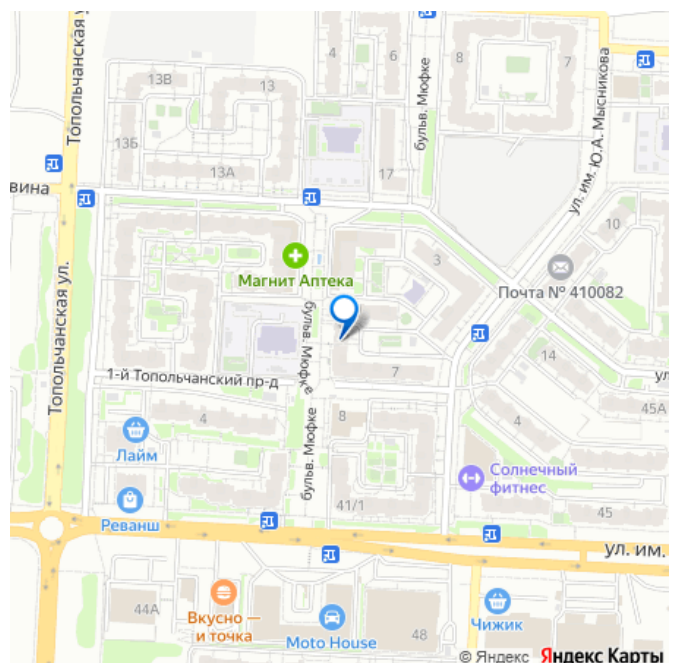 Топольчанская у
13В
13
4
6
8
7
бульв. Мюфке
ул. им. Ю.А. Мысникова
13Б
13А
17
вина
10
3
Магнит Аптека
Почта № 410082
Топольчанская ул.
бульв. Мюфке
14
1-й Топольчанский пр-д
7
ул
4
8
4
45А
Лайм
бульв. Мюфке
Солнечный
фитнес
41/1
45
Реванш
ул. им.
44А
Вкусно —
и точка
Moto House
48
Чижик
© Яндекс Яндекс Карты